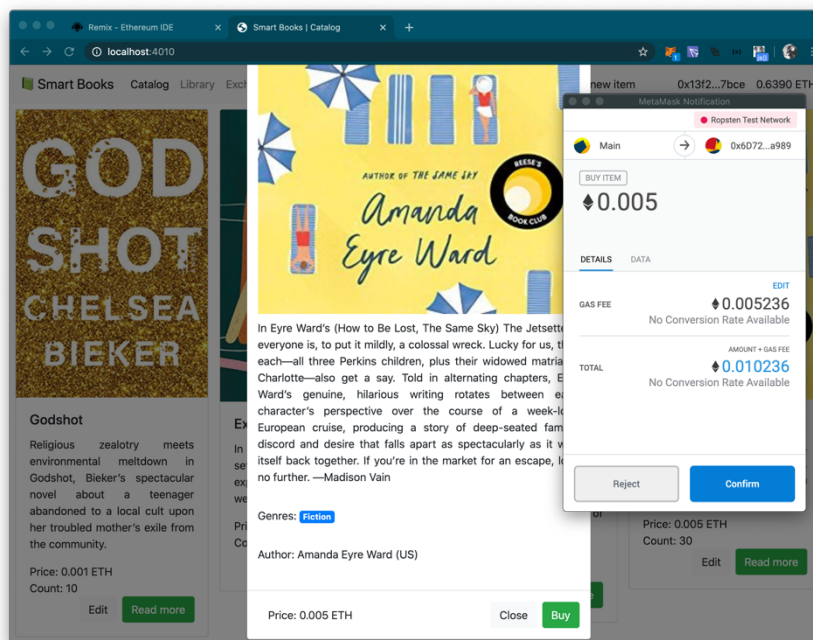 Remix - Ethereum IDE
Smart Books | Catalog
localhost:4010
Smart Books
Catalog
Library
Exch
new item
0x13f2...7bce
0.6390 ETH
GOD
SHOT
CHELSEA
BIEKER
Godshot
Religious zealotry meets
environmental meltdown in
Godshot, Bieker's spectacular
novel about a teenager
abandoned to a local cult upon
her troubled mother's exile from
the community.
Price: 0.001 ETH
Count: 10
Edit
Read more
Ex
In
set
exp
we
Pri
Co
AUTHOR OF THE SAME SKY
Amanda
Eyre Ward
REESE'S
BOOK CLUB
In Eyre Ward's (How to Be Lost, The Same Sky) The Jetsette
everyone is, to put it mildly, a colossal wreck. Lucky for us, th
each—all three Perkins children, plus their widowed matria
Charlotte—also get a say. Told in alternating chapters, E
Ward's genuine, hilarious writing rotates between ea
character's perspective over the course of a week-lo
European cruise, producing a story of deep-seated fam
discord and desire that falls apart as spectacularly as it w
itself back together. If you're in the market for an escape, lo
no further. —Madison Vain
Genres: Fiction
Author: Amanda Eyre Ward (US)
Price: 0.005 ETH
Close
Buy
MetaMask Notification
Ropsten Test Network
Main
0x6D72...a989
BUY ITEM
0.005
DETAILS
DATA
EDIT
GAS FEE
0.005236
No Conversion Rate Available
AMOUNT + GAS FEE
TOTAL
0.010236
No Conversion Rate Available
Reject
Confirm
of
Price: 0.005 ETH
Count: 30
Edit
Read more